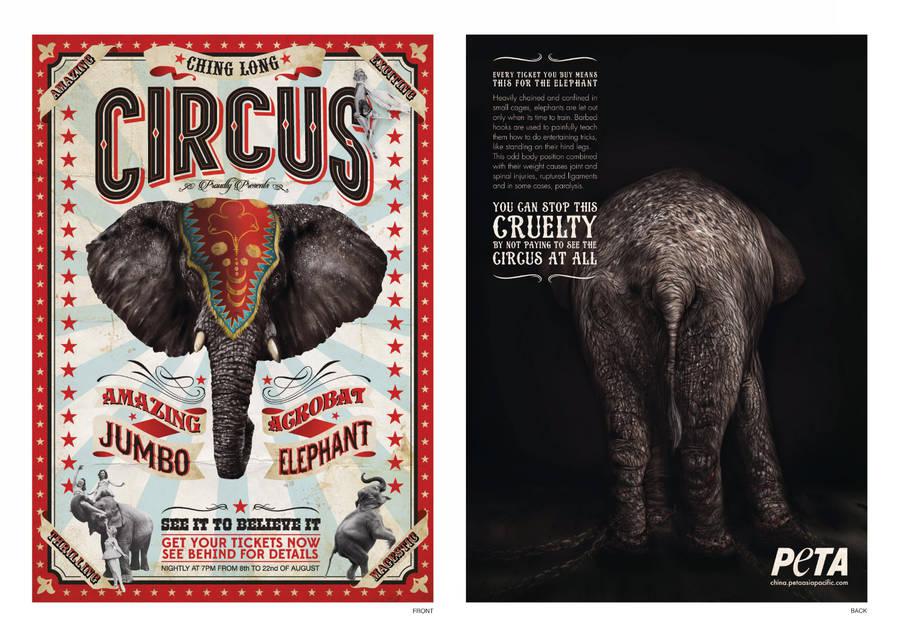 AMAZING
CHING LONG
EXCITING
CIRCUS
Proudly Presents
AMAZING
ACROBAT
JUMBO
ELEPHANT
SEE IT TO BELIEVE IT
GET YOUR TICKETS NOW
SEE BEHIND FOR DETAILS
NIGHTLY AT 7PM FROM 8th TO 22nd OF AUGUST
THRILLING
MAGESTIC
FRONT
EVERY TICKET YOU BUY MEANS
THIS FOR THE ELEPHANT
Heavily chained and confined in
small cages, elephants are let out
only when its time to train. Barbed
hooks are used to painfully teach
them how to do entertaining tricks,
like standing on their hind legs.
This odd body position combined
with their weight causes joint and
spinal injuries, ruptured ligaments
and in some cases, paralysis.
YOU CAN STOP THIS
CRUELTY
BY NOT PAYING TO SEE THE
CIRCUS AT ALL
PeTA
china.petaasiapacific.com
BACK